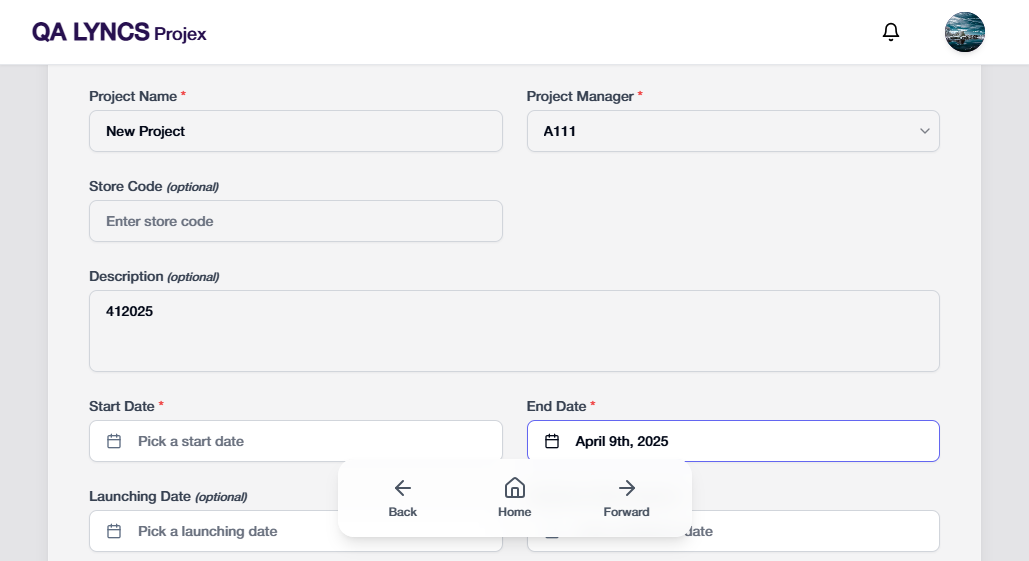 QA LYNCS Projex
Project Name *
Project Manager *
New Project
A111
Store Code (optional)
Enter store code
Description (optional)
412025
Start Date *
End Date *
Pick a start date
April 9th, 2025
Launching Date (optional)
Pick a launching date
date
Back
Home
Forward